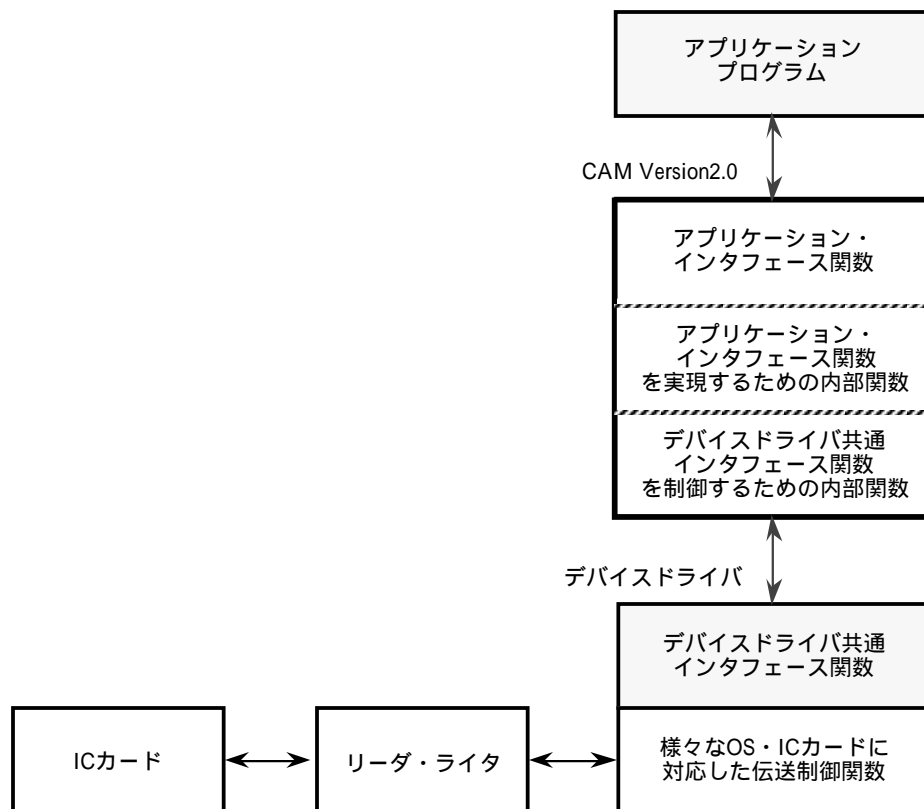 アプリケーション
プログラム
CAM Version2.0
アプリケーション・
インタフェース関数
アプリケーション・
インタフェース関数
を実現するための内部関数
デバイスドライバ共通
インタフェース関数
を制御するための内部関数
デバイスドライバ
デバイスドライバ共通
インタフェース関数
ICカード
リーダ・ライタ
様々なOS・ICカードに
対応した伝送制御関数